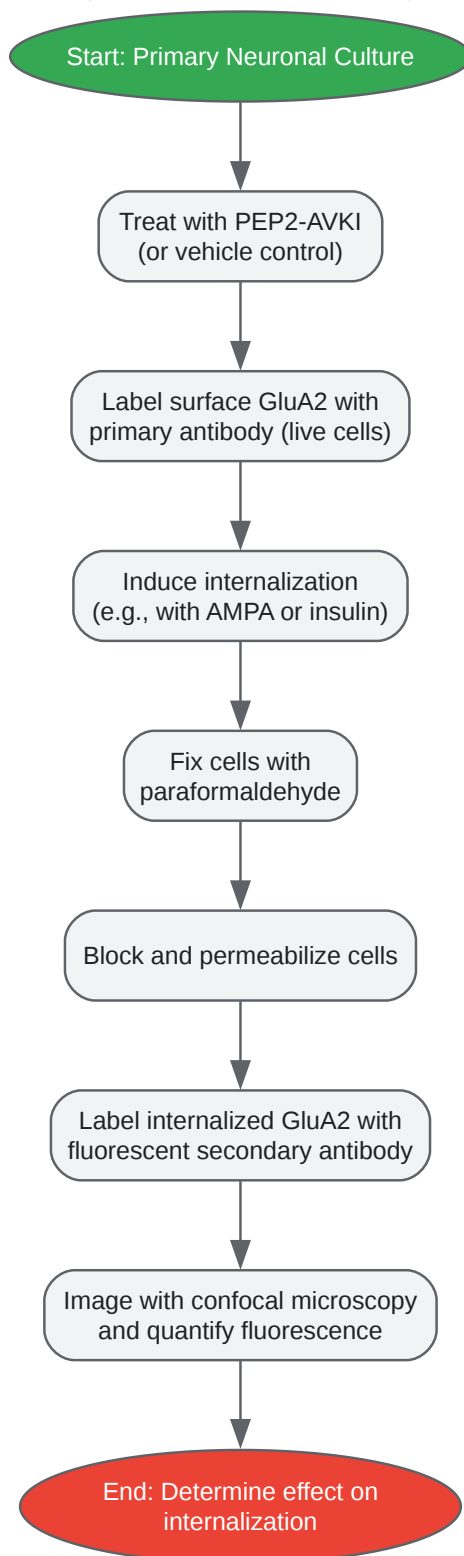 Start: Primary Neuronal Culture
Treat with PEP2-AVKI
(or vehicle control)
Label surface GluA2 with
primary antibody (live cells)
Induce internalization
(e.g., with AMPA or insulin)
Fix cells with
paraformaldehyde
Block and permeabilize cells
Label internalized GluA2 with
fluorescent secondary antibody
Image with confocal microscopy
and quantify fluorescence
End: Determine effect on
internalization